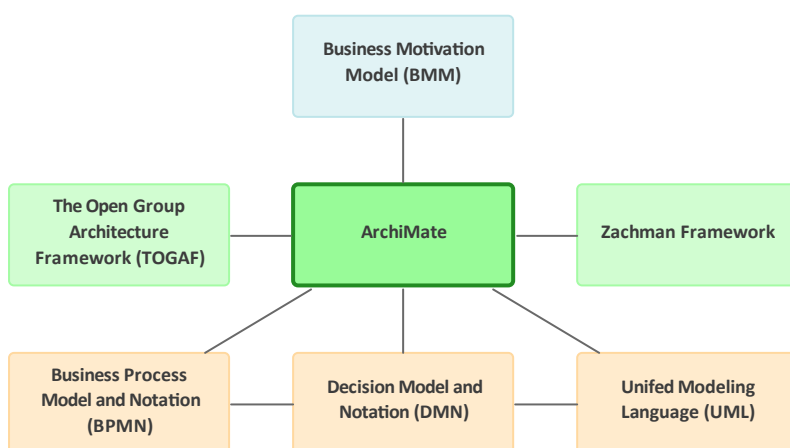 Business Motivation
Model (BMM)
The Open Group
Architecture
Framework (TOGAF)
ArchiMate
Zachman Framework
Business Process
Model and Notation
(BPMN)
Decision Model and
Notation (DMN)
Unifed Modeling
Language (UML)